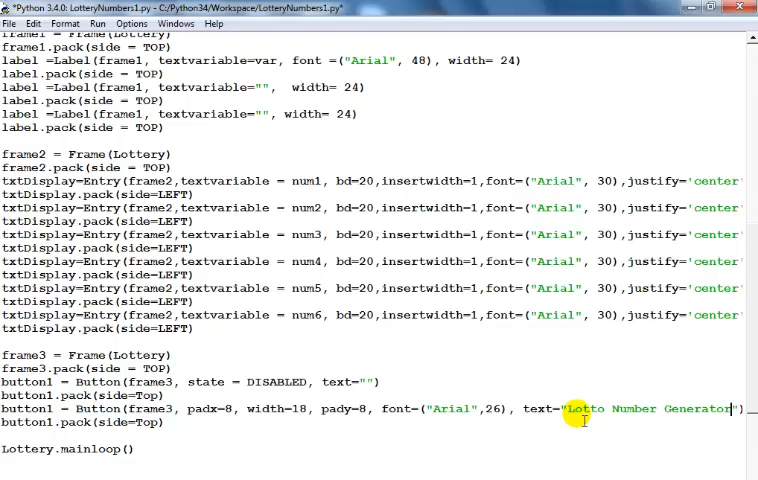 *Python 3.4.0: LotteryNumbers1.py - C:/Python34/Workspace/LotteryNumbers1.py*
File Edit Format Run Options Windows Help
frame1 = Frame(Lottery)
frame1.pack(side = TOP)
label =Label(frame1, textvariable=var, font =("Arial", 48), width= 24)
label.pack(side = TOP)
label =Label(frame1, textvariable="", width= 24)
label.pack(side = TOP)
label =Label(frame1, textvariable="", width= 24)
label.pack(side = TOP)
frame2 = Frame(Lottery)
frame2.pack(side = TOP)
txtDisplay=Entry(frame2,textvariable = num1, bd=20,insertwidth=1,font=("Arial", 30),justify='center'
txtDisplay.pack(side=LEFT)
txtDisplay=Entry(frame2,textvariable = num2, bd=20,insertwidth=1,font=("Arial", 30),justify='center'
txtDisplay.pack(side=LEFT)
txtDisplay=Entry(frame2,textvariable = num3, bd=20,insertwidth=1,font=("Arial", 30),justify='center'
txtDisplay.pack(side=LEFT)
txtDisplay=Entry(frame2,textvariable = num4, bd=20,insertwidth=1,font=("Arial", 30),justify='center'
txtDisplay.pack(side=LEFT)
txtDisplay=Entry(frame2,textvariable = num5, bd=20,insertwidth=1,font=("Arial", 30),justify='center'
txtDisplay.pack(side=LEFT)
txtDisplay=Entry(frame2,textvariable = num6, bd=20,insertwidth=1,font=("Arial", 30),justify='center'
txtDisplay.pack(side=LEFT)
frame3 = Frame(Lottery)
frame3.pack(side = TOP)
button1 = Button(frame3, state = DISABLED, text="")
button1.pack(side=Top)
button1 = Button(frame3, padx=8, width=18, pady=8, font=("Arial",26), text="Lotto Number Generator")
button1.pack(side=Top)
Lottery.mainloop()